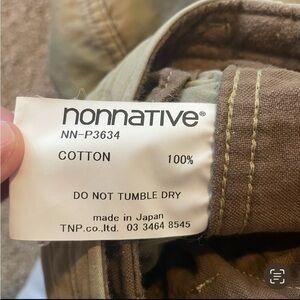 nonnative®
NN-P3634
COTTON 100%
DO NOT TUMBLE DRY
made in Japan
TNP.co.,ltd. 03 3464 8545